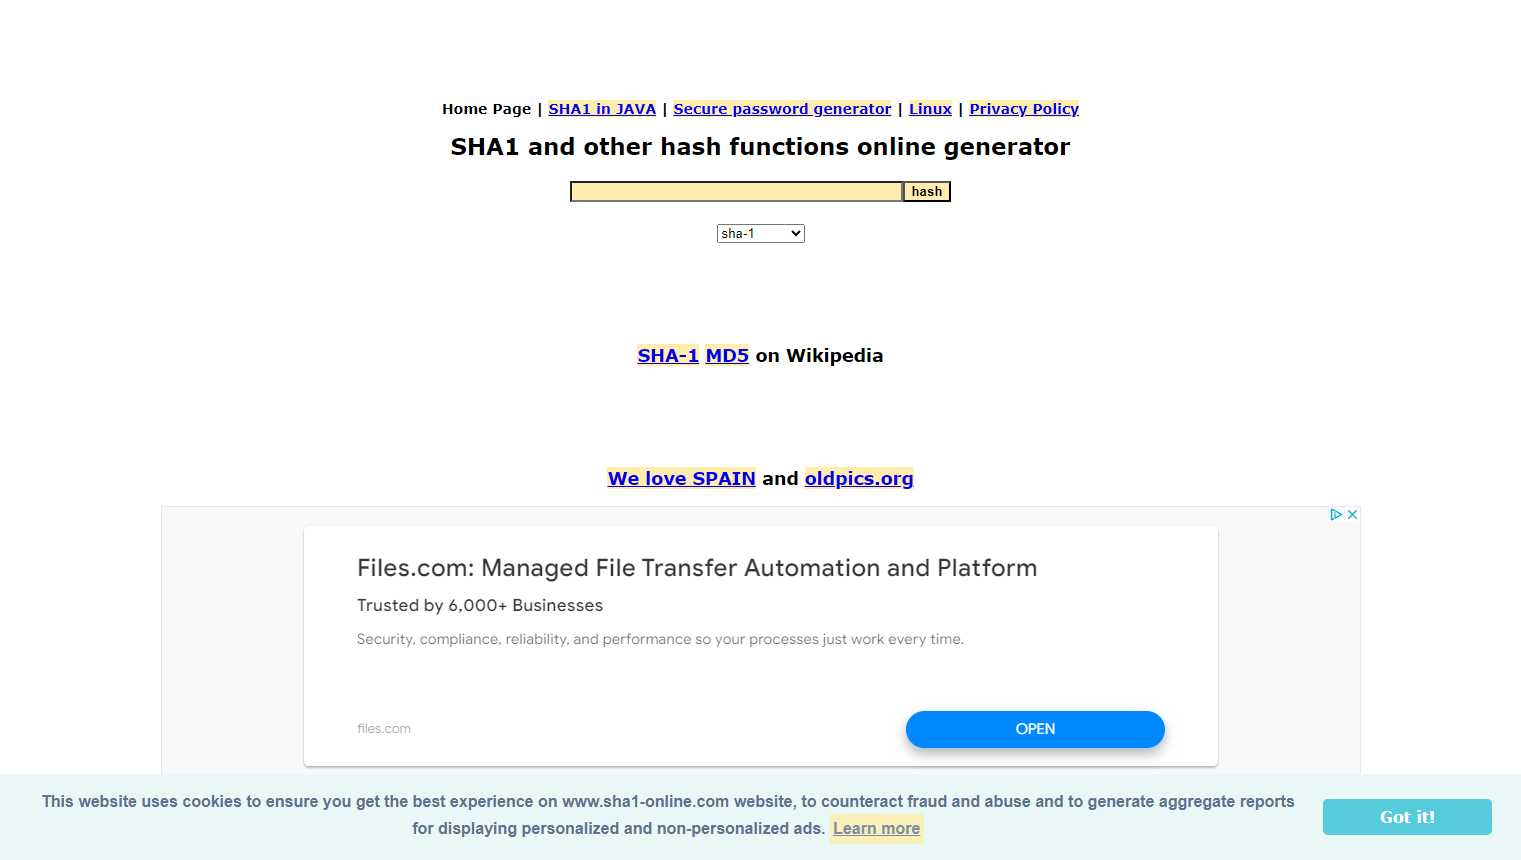 Home Page | SHA1 in JAVA | Secure password generator | Linux | Privacy Policy
SHA1 and other hash functions online generator
hash
sha-1
SHA-1 MD5 on Wikipedia
We love SPAIN and oldpics.org
Files.com: Managed File Transfer Automation and Platform
Trusted by 6,000+ Businesses
Security, compliance, reliability, and performance so your processes just work every time.
files.com
OPEN
This website uses cookies to ensure you get the best experience on www.sha1-online.com website, to counteract fraud and abuse and to generate aggregate reports
for displaying personalized and non-personalized ads. Learn more
Got it!